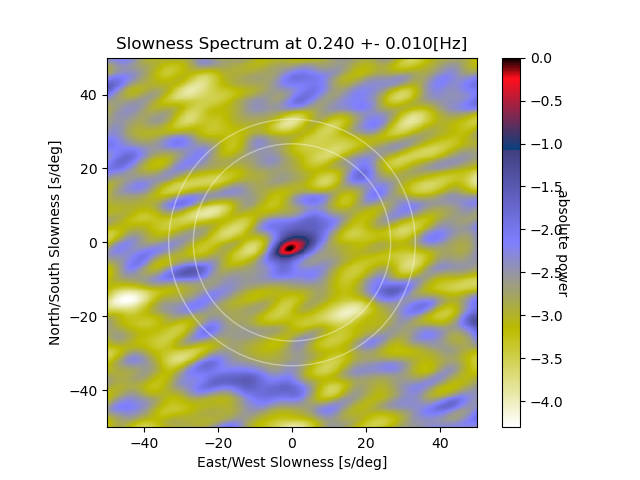 Slowness Spectrum at 0.240 +- 0.010[Hz]
North/South Slowness [s/deg]
40
20
0
−20
−40
−40 −20 0 20 40
East/West Slowness [s/deg]
0.0
−0.5
−1.0
−1.5
−2.0
−2.5
−3.0
−3.5
−4.0
absolute power